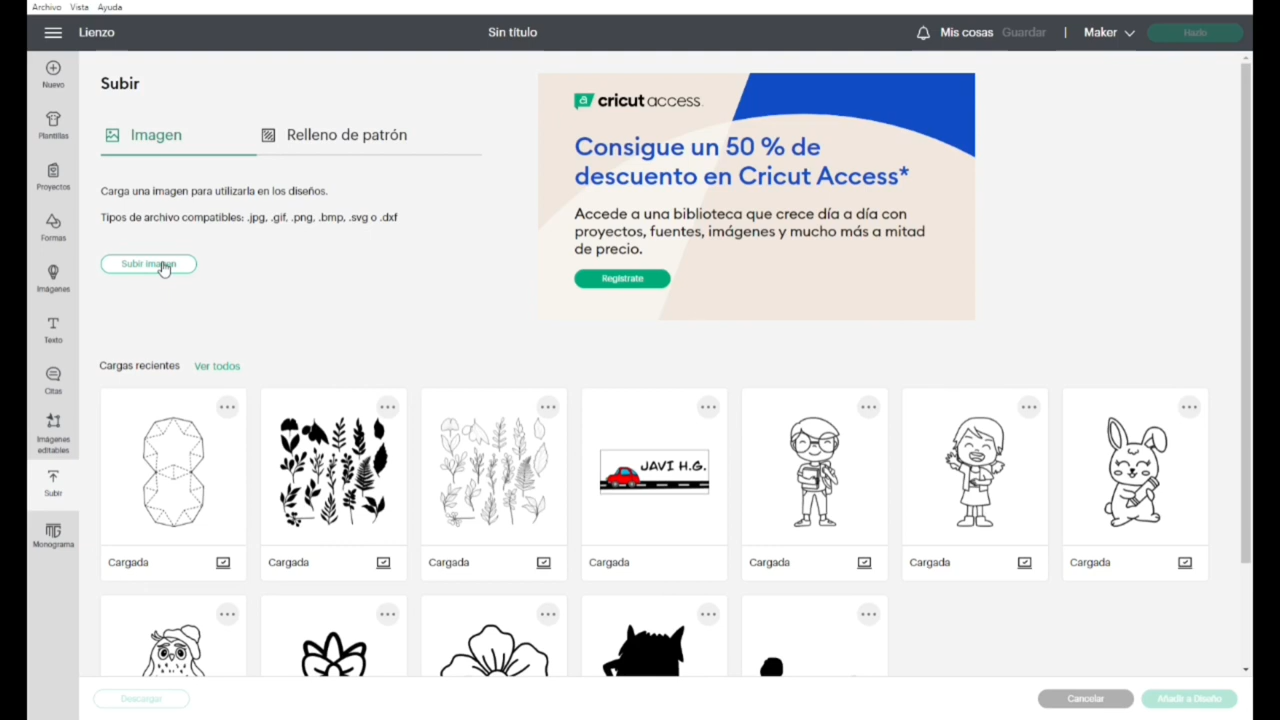 Archivo Vista Ayuda
Lienzo
Sin título
Mis cosas Guardar | Maker Hazlo
Nuevo
Plantillas
Proyectos
Formas
Imágenes
Texto
Citas
Imágenes
editables
Subir
Monograma
Subir
Imagen
Relleno de patrón
Carga una imagen para utilizarla en los diseños.
Tipos de archivo compatibles: .jpg, .gif, .png, .bmp, .svg o .dxf
Subir imagen
cricut access.
Consigue un 50 % de
descuento en Cricut Access*
Accede a una biblioteca que crece día a día con
proyectos, fuentes, imágenes y mucho más a mitad
de precio.
Regístrate
Cargas recientes Ver todos
JAVI H.G.
Cargada Cargada Cargada Cargada Cargada Cargada Cargada
Descargar
Cancelar
Añadir a Diseño